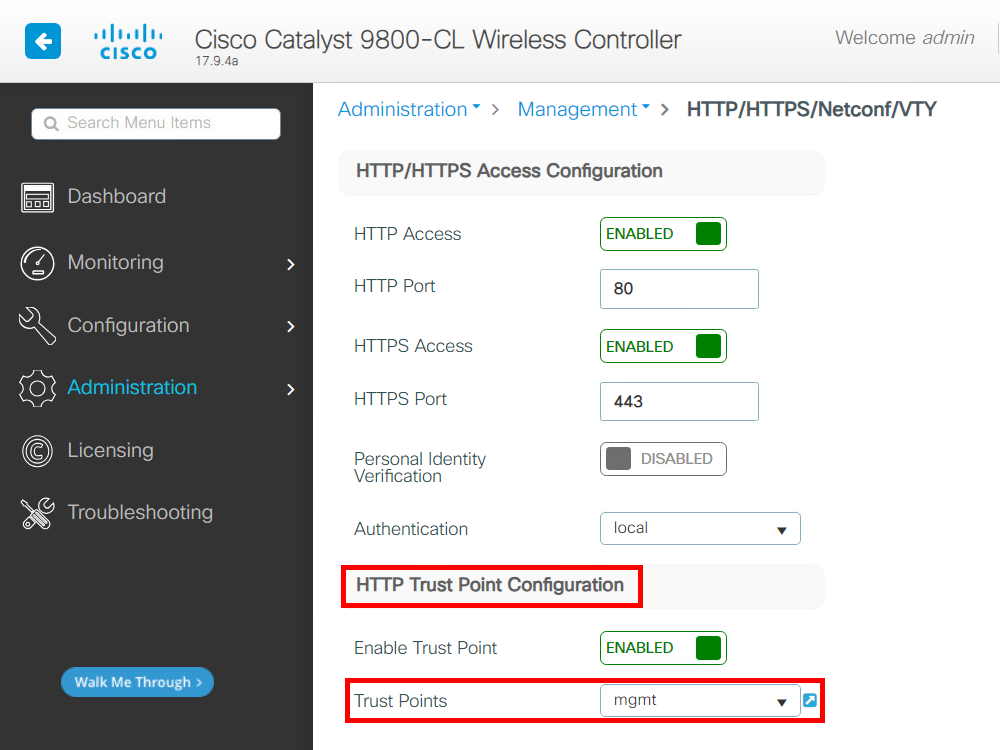 CISCO
Cisco Catalyst 9800-CL Wireless Controller
17.9.4a
Welcome admin
Search Menu Items
Dashboard
Monitoring
Configuration
Administration
Licensing
Troubleshooting
Walk Me Through >
Administration > Management > HTTP/HTTPS/Netconf/VTY
HTTP/HTTPS Access Configuration
HTTP Access ENABLED
HTTP Port 80
HTTPS Access ENABLED
HTTPS Port 443
Personal Identity
Verification DISABLED
Authentication local
HTTP Trust Point Configuration
Enable Trust Point ENABLED
Trust Points mgmt